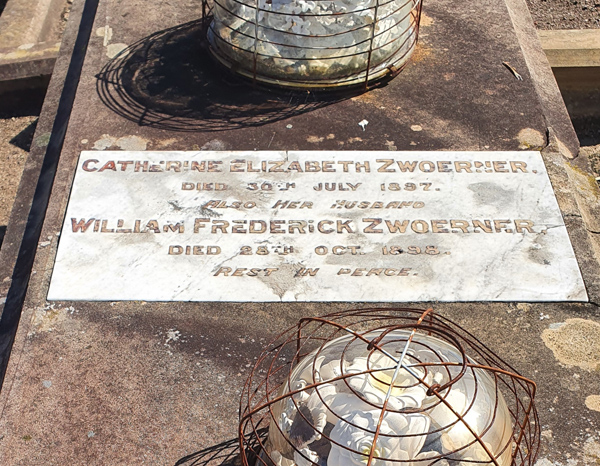 CATHERINE ELIZABETH ZWOERNER.
DIED 30TH JULY 1897.
ALSO HER HUSBAND
WILLIAM FREDERICK ZWOERNER.
DIED 28TH OCT. 1898.
REST IN PEACE.